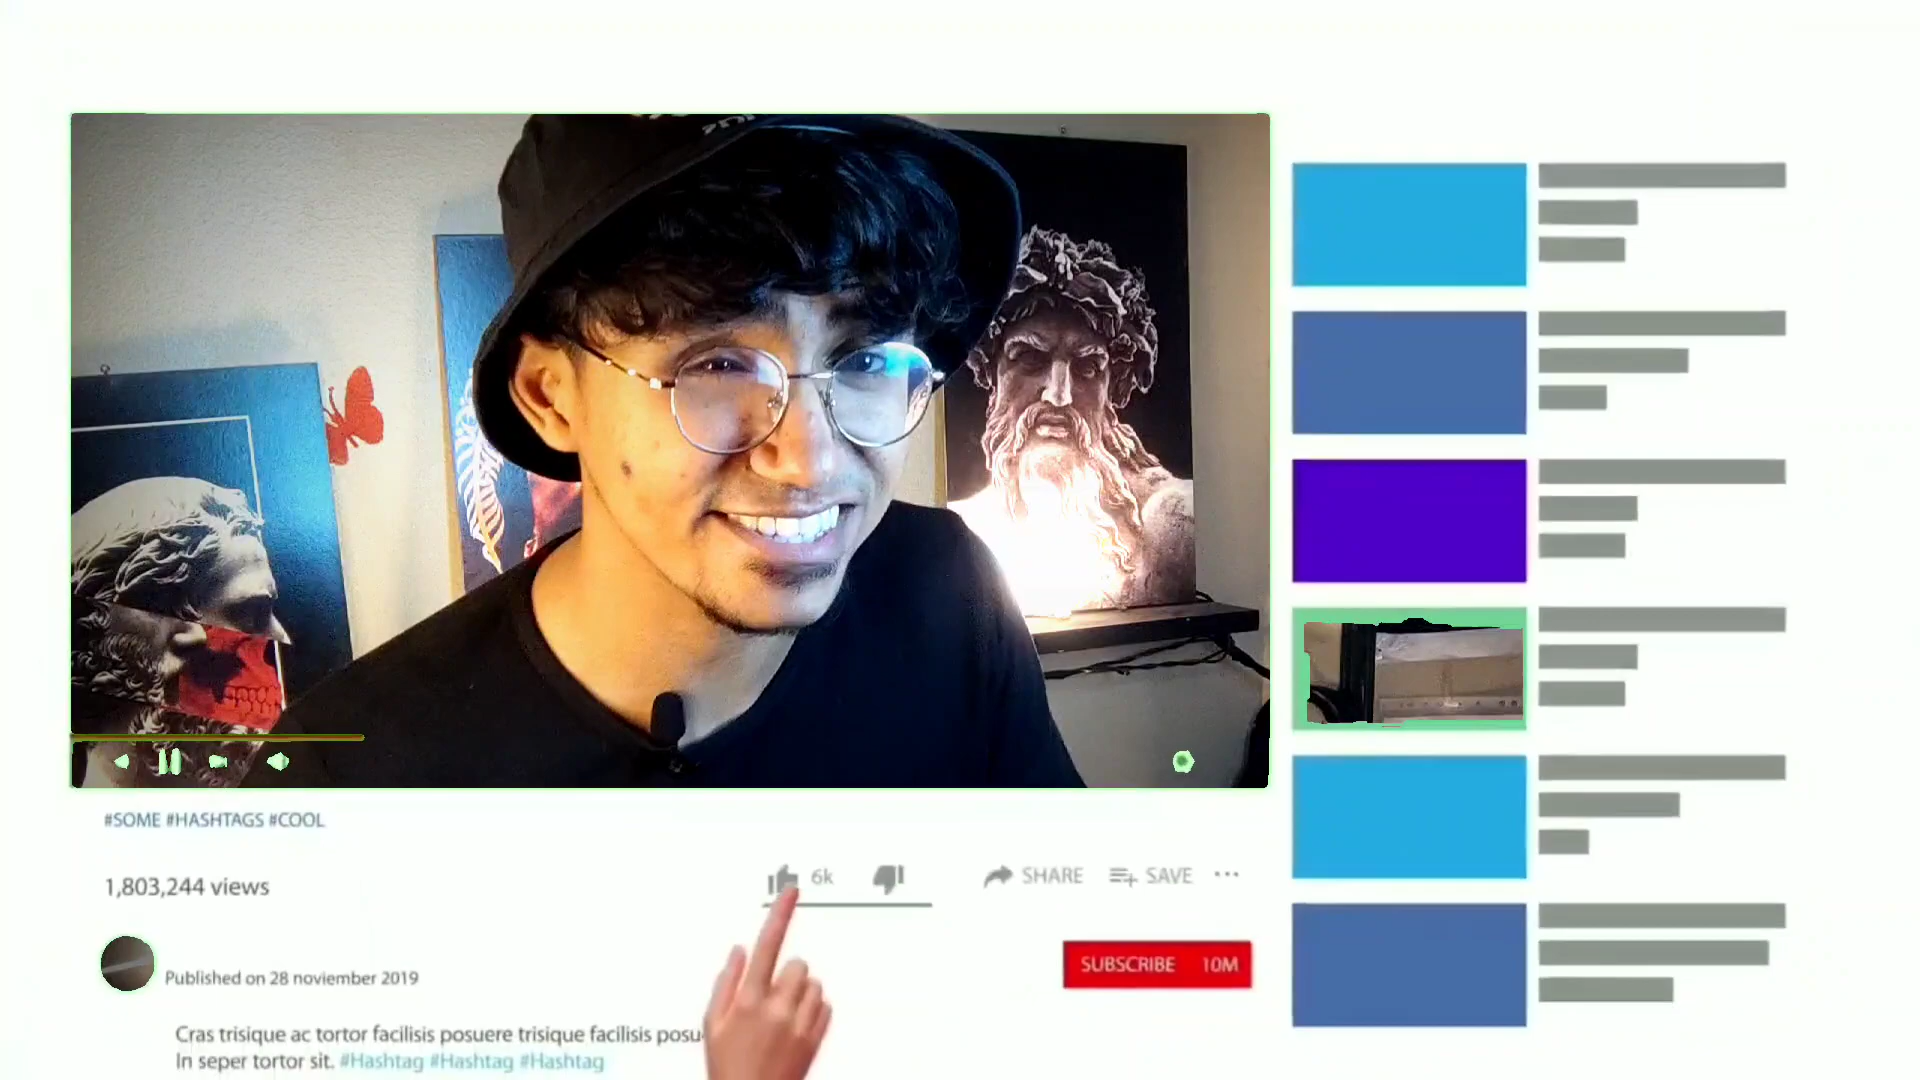 #SOME #HASHTAGS #COOL
1,803,244 views
6k
SHARE
SAVE
SUBSCRIBE 10M
Published on 28 noviember 2019
Cras trisique ac tortor facilisis posuere trisique facilisis posu
In seper tortor sit. #Hashtag #Hashtag #Hashtag